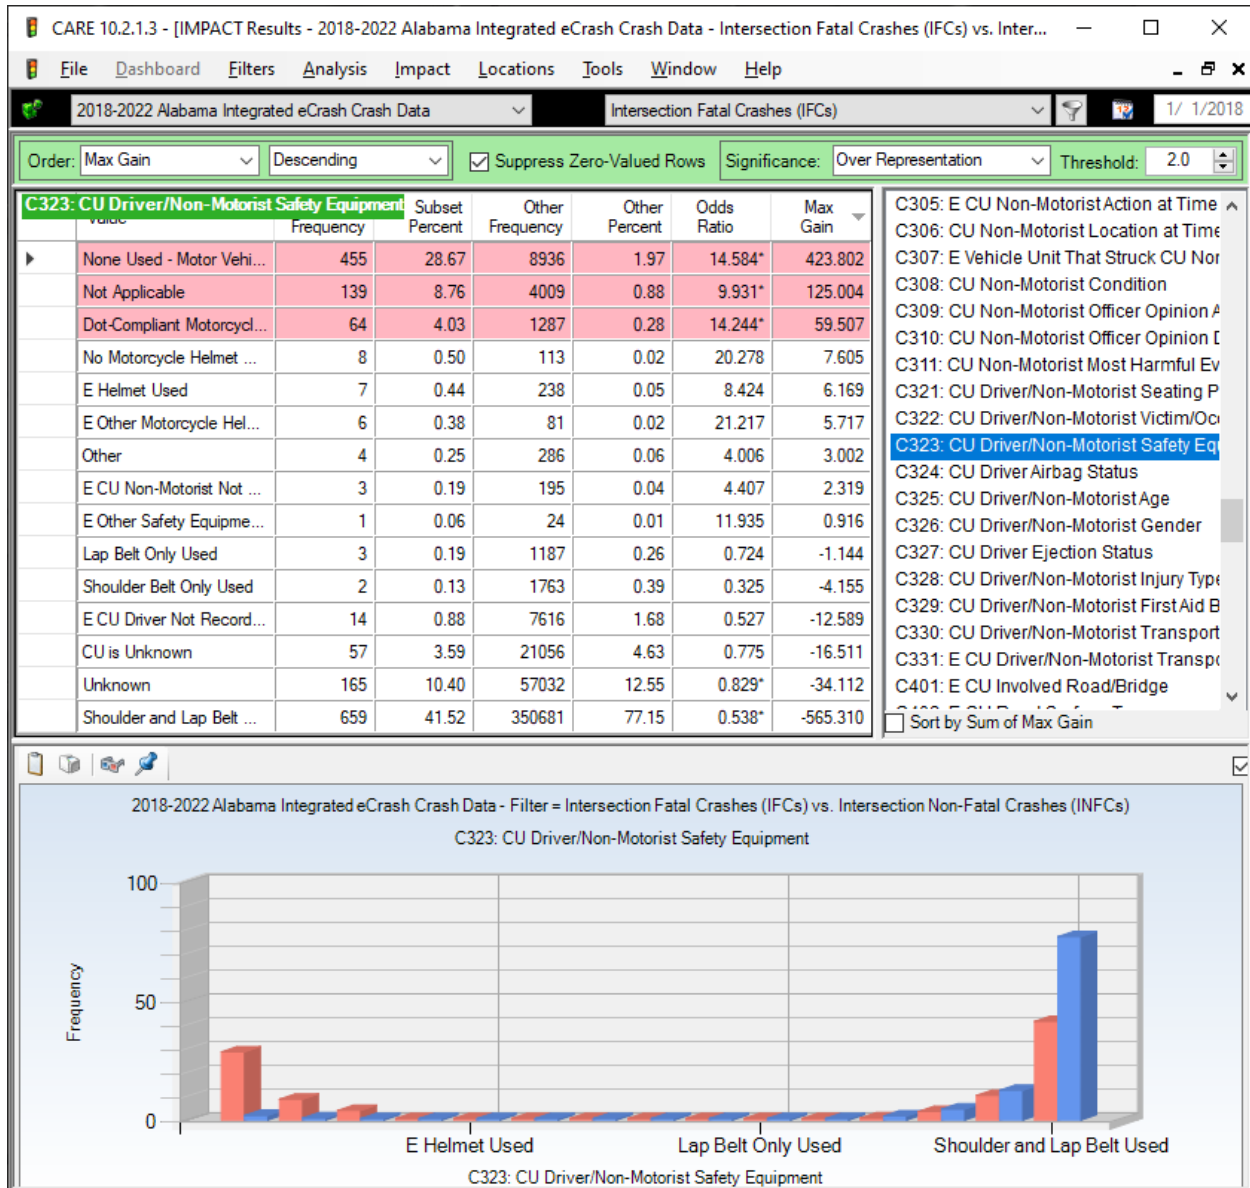 CARE 10.2.1.3 - [IMPACT Results - 2018-2022 Alabama Integrated eCrash Crash Data - Intersection Fatal Crashes (IFCs) vs. Inter...
File Dashboard Filters Analysis Impact Locations Tools Window Help
2018-2022 Alabama Integrated eCrash Crash Data Intersection Fatal Crashes (IFCs) 1/ 1/2018
Order: Max Gain Descending Suppress Zero-Valued Rows Significance: Over Representation Threshold: 2.0
C323: CU Driver/Non-Motorist Safety Equipment
Frequency Subset Percent Other Frequency Other Percent Odds Ratio Max Gain
None Used - Motor Vehi... 455 28.67 8936 1.97 14.584* 423.802
Not Applicable 139 8.76 4009 0.88 9.931* 125.004
Dot-Compliant Motorcycl... 64 4.03 1287 0.28 14.244* 59.507
No Motorcycle Helmet ... 8 0.50 113 0.02 20.278 7.605
E Helmet Used 7 0.44 238 0.05 8.424 6.169
E Other Motorcycle Hel... 6 0.38 81 0.02 21.217 5.717
Other 4 0.25 286 0.06 4.006 3.002
E CU Non-Motorist Not ... 3 0.19 195 0.04 4.407 2.319
E Other Safety Equipme... 1 0.06 24 0.01 11.935 0.916
Lap Belt Only Used 3 0.19 1187 0.26 0.724 -1.144
Shoulder Belt Only Used 2 0.13 1763 0.39 0.325 -4.155
E CU Driver Not Record... 14 0.88 7616 1.68 0.527 -12.589
CU is Unknown 57 3.59 21056 4.63 0.775 -16.511
Unknown 165 10.40 57032 12.55 0.829* -34.112
Shoulder and Lap Belt ... 659 41.52 350681 77.15 0.538* -565.310
C305: E CU Non-Motorist Action at Time
C306: CU Non-Motorist Location at Time
C307: E Vehicle Unit That Struck CU Nor
C308: CU Non-Motorist Condition
C309: CU Non-Motorist Officer Opinion A
C310: CU Non-Motorist Officer Opinion D
C311: CU Non-Motorist Most Harmful Ev
C321: CU Driver/Non-Motorist Seating P
C322: CU Driver/Non-Motorist Victim/Occ
C323: CU Driver/Non-Motorist Safety Equ
C324: CU Driver Airbag Status
C325: CU Driver/Non-Motorist Age
C326: CU Driver/Non-Motorist Gender
C327: CU Driver Ejection Status
C328: CU Driver/Non-Motorist Injury Type
C329: CU Driver/Non-Motorist First Aid B
C330: CU Driver/Non-Motorist Transport
C331: E CU Driver/Non-Motorist Transpo
C401: E CU Involved Road/Bridge
Sort by Sum of Max Gain
2018-2022 Alabama Integrated eCrash Crash Data - Filter = Intersection Fatal Crashes (IFCs) vs. Intersection Non-Fatal Crashes (INFCs)
C323: CU Driver/Non-Motorist Safety Equipment
100
50
0
Frequency
E Helmet Used Lap Belt Only Used Shoulder and Lap Belt Used
C323: CU Driver/Non-Motorist Safety Equipment